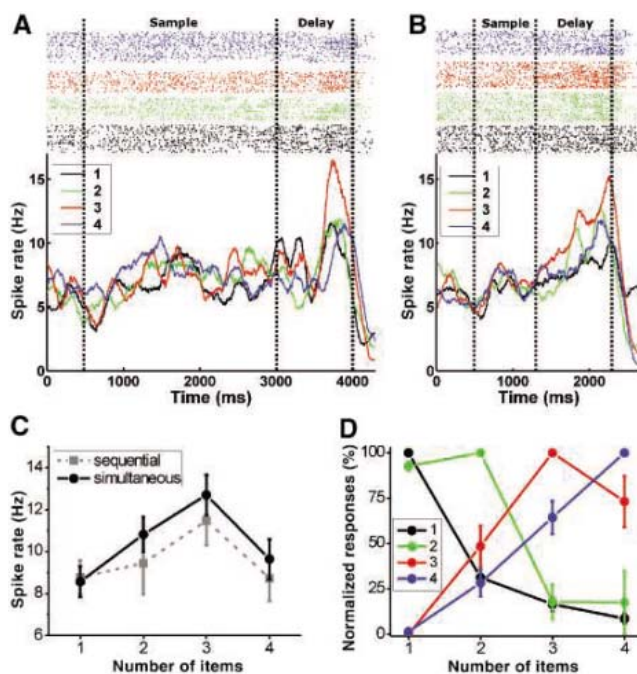 A
Sample
Delay
Spike rate (Hz)
15
10
5
0
1
2
3
4
1000
2000
3000
4000
Time (ms)
B
Sample
Delay
Spike rate (Hz)
15
10
5
0
1
2
3
4
1000
2000
Time (ms)
C
Spike rate (Hz)
14
12
10
8
6
sequential
simultaneous
1
2
3
4
Number of items
D
Normalized responses (%)
100
75
50
25
0
1
2
3
4
1
2
3
4
Number of items